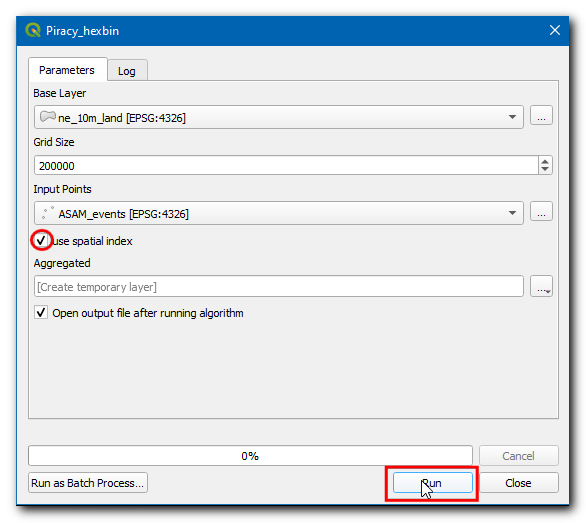 Piracy_hexbin
Parameters
Log
Base Layer
ne_10m_land [EPSG:4326]
...
Grid Size
200000
Input Points
ASAM_events [EPSG:4326]
...
use spatial index
Aggregated
[Create temporary layer]
...
Open output file after running algorithm
0%
Cancel
Run as Batch Process...
Run
Close